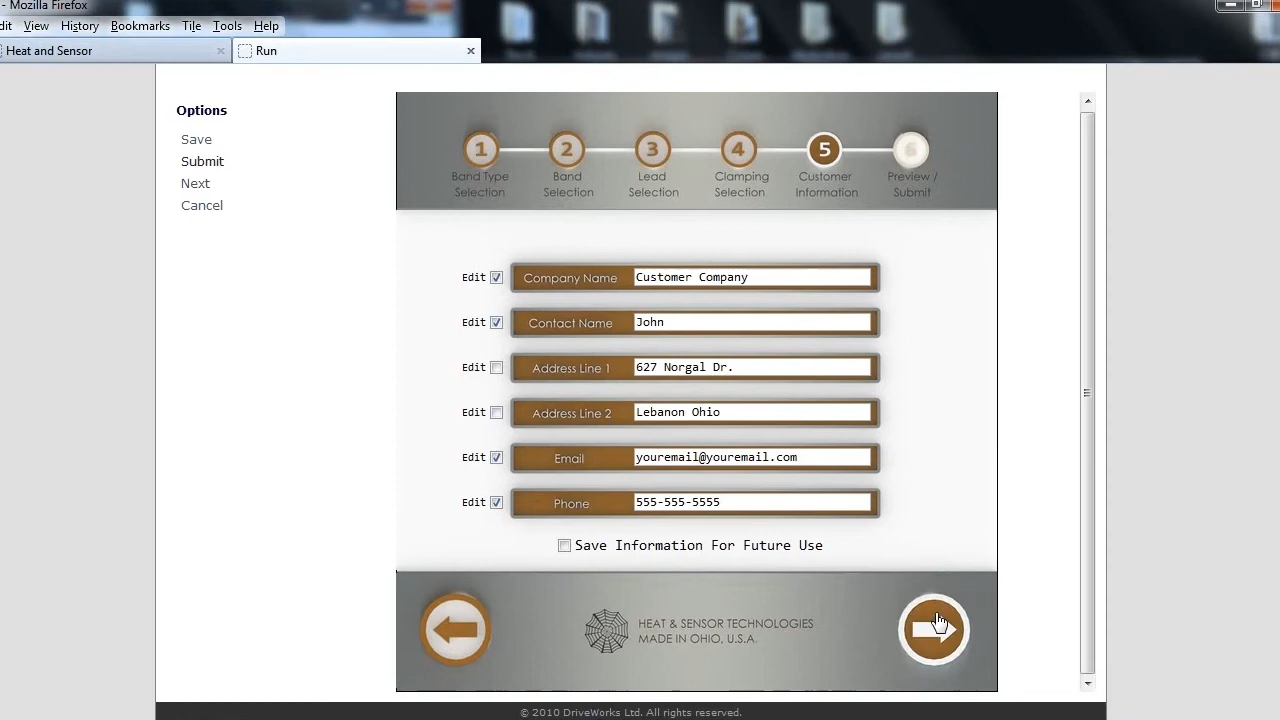 - Mozilla Firefox
dit View History Bookmarks Tile Tools Help
Heat and Sensor
Run
Options
Save
Submit
Next
Cancel
1 2 3 4 5 6
Band Type Selection
Band Selection
Lead Selection
Clamping Selection
Customer Information
Preview / Submit
Edit Company Name Customer Company
Edit Contact Name John
Edit Address Line 1 627 Norgal Dr.
Edit Address Line 2 Lebanon Ohio
Edit Email youremail@youremail.com
Edit Phone 555-555-5555
Save Information For Future Use
HEAT & SENSOR TECHNOLOGIES
MADE IN OHIO, U.S.A.
© 2010 DriveWorks Ltd. All rights reserved.